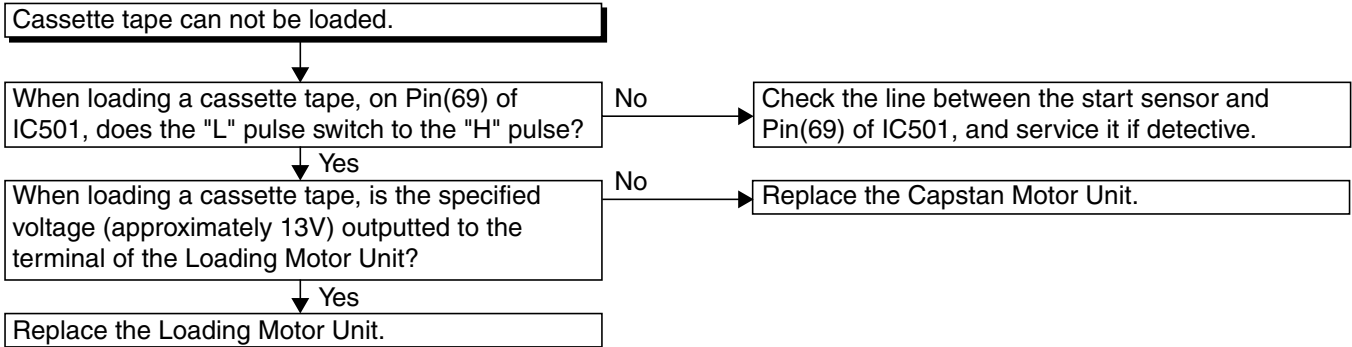 Cassette tape can not be loaded.
When loading a cassette tape, on Pin(69) of
IC501, does the "L" pulse switch to the "H" pulse?
No
Check the line between the start sensor and
Pin(69) of IC501, and service it if detective.
Yes
When loading a cassette tape, is the specified
voltage (approximately 13V) outputted to the
terminal of the Loading Motor Unit?
No
Replace the Capstan Motor Unit.
Yes
Replace the Loading Motor Unit.